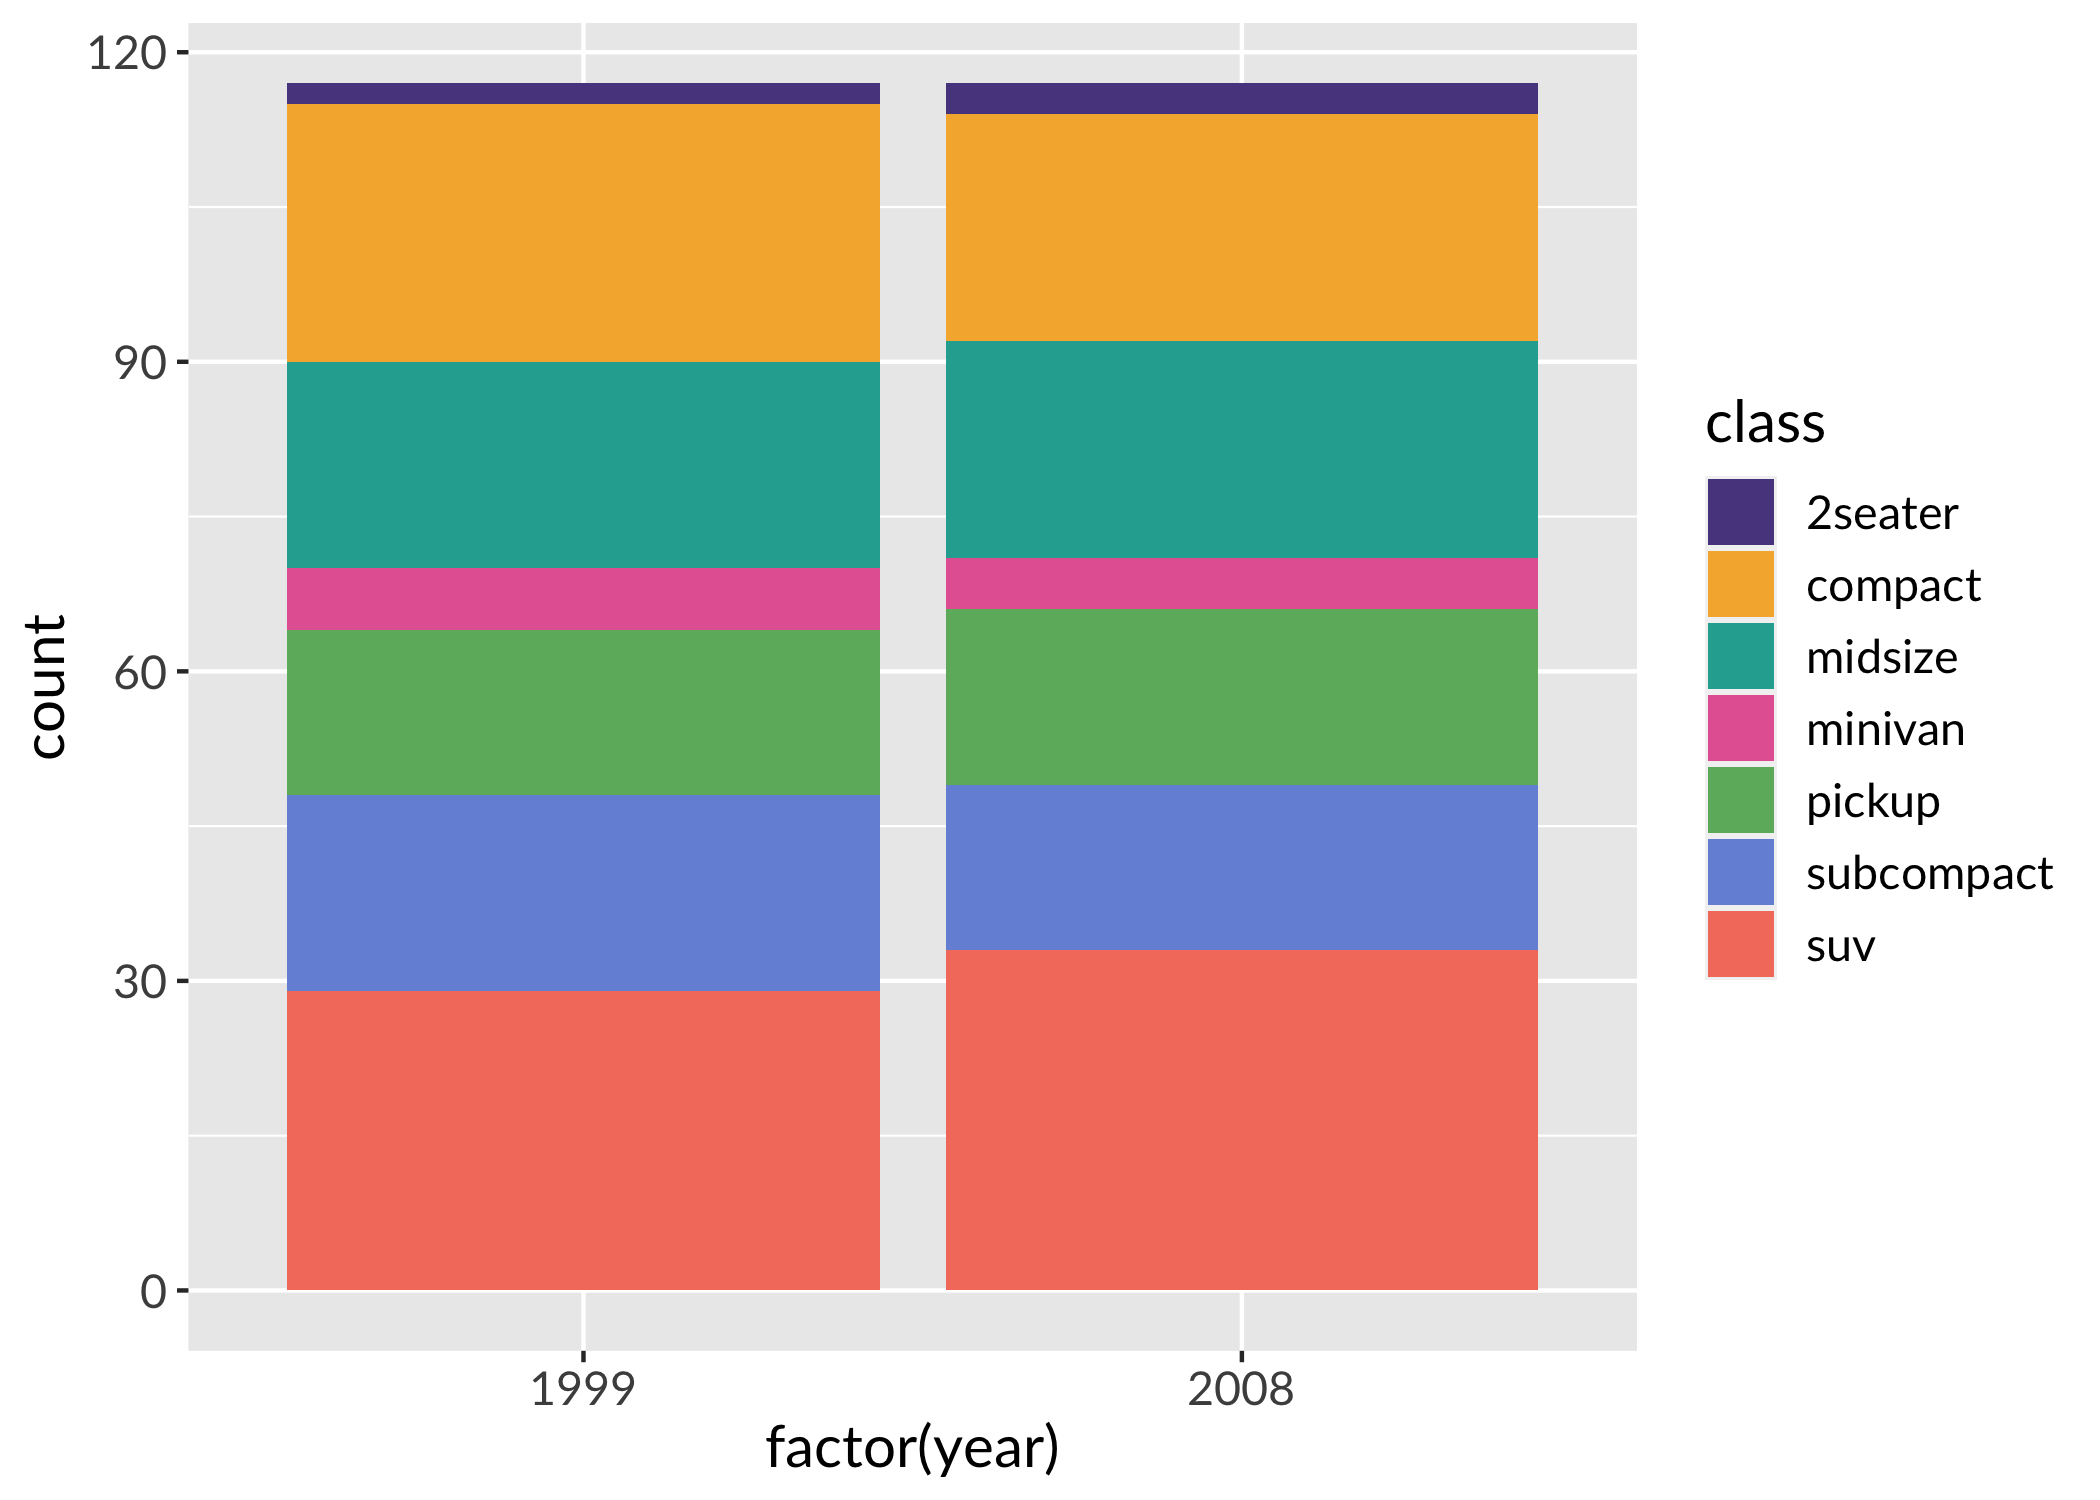 120
90
60
30
0
count
1999
2008
factor(year)
class
2seater
compact
midsize
minivan
pickup
subcompact
suv